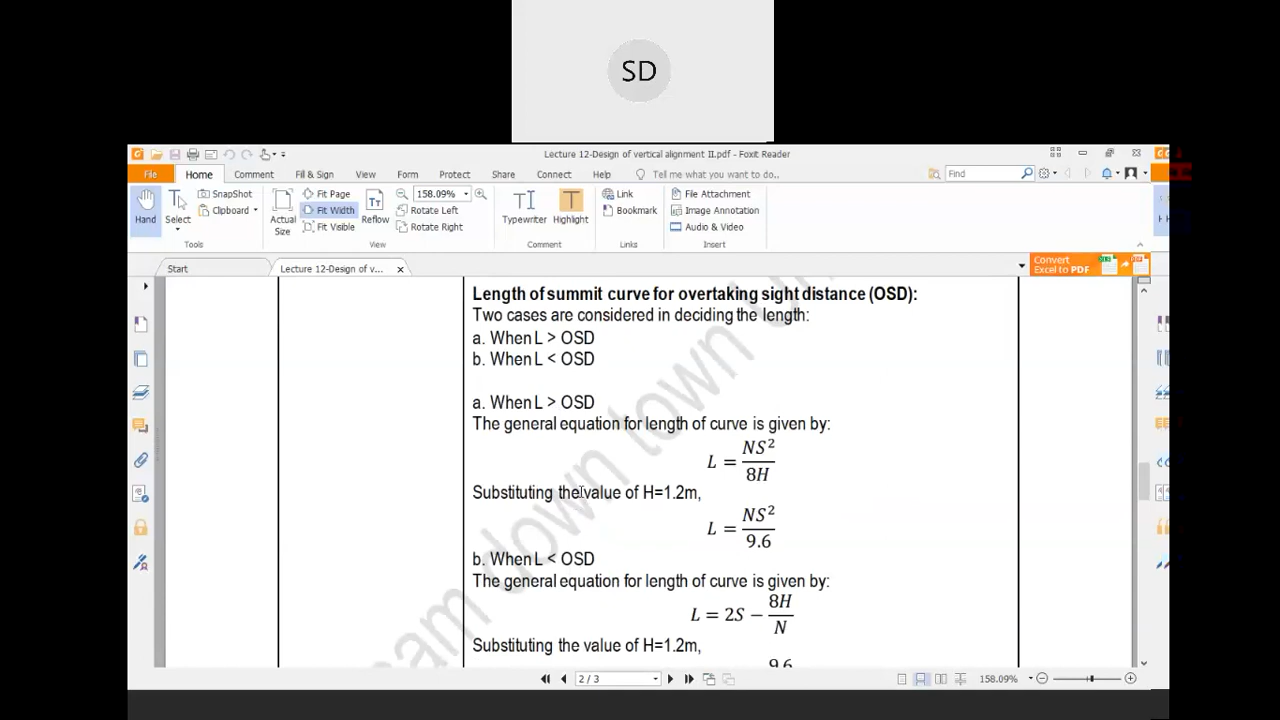 SD
Lecture 12-Design of vertical alignment II.pdf - Foxit Reader
File Home Comment View Form Protect Share Connect Help Tell me what you want to do.. Find
Hand
Select
SnapShot
Clipboard
Tools
Actual Size
Fit Page
Fit Width
Fit Visible
Reflow
158.09%
Rotate Left
Rotate Right
View
Typewriter
Highlight
Comment
Link
Bookmark
Links
File Attachment
Image Annotation
Audio & Video
Insert
Start
Lecture 12-Design of v...
Convert
Excel to PDF
Length of summit curve for overtaking sight distance (OSD):
Two cases are considered in deciding the length:
a. When L > OSD
b. When L < OSD
a. When L > OSD
The general equation for length of curve is given by:
L = NS²/8H
Substituting the value of H=1.2m,
L = NS²/9.6
b. When L < OSD
The general equation for length of curve is given by:
L = 2S − 8H/N
Substituting the value of H=1.2m,
9.6
am down town
2 / 3
158.09%